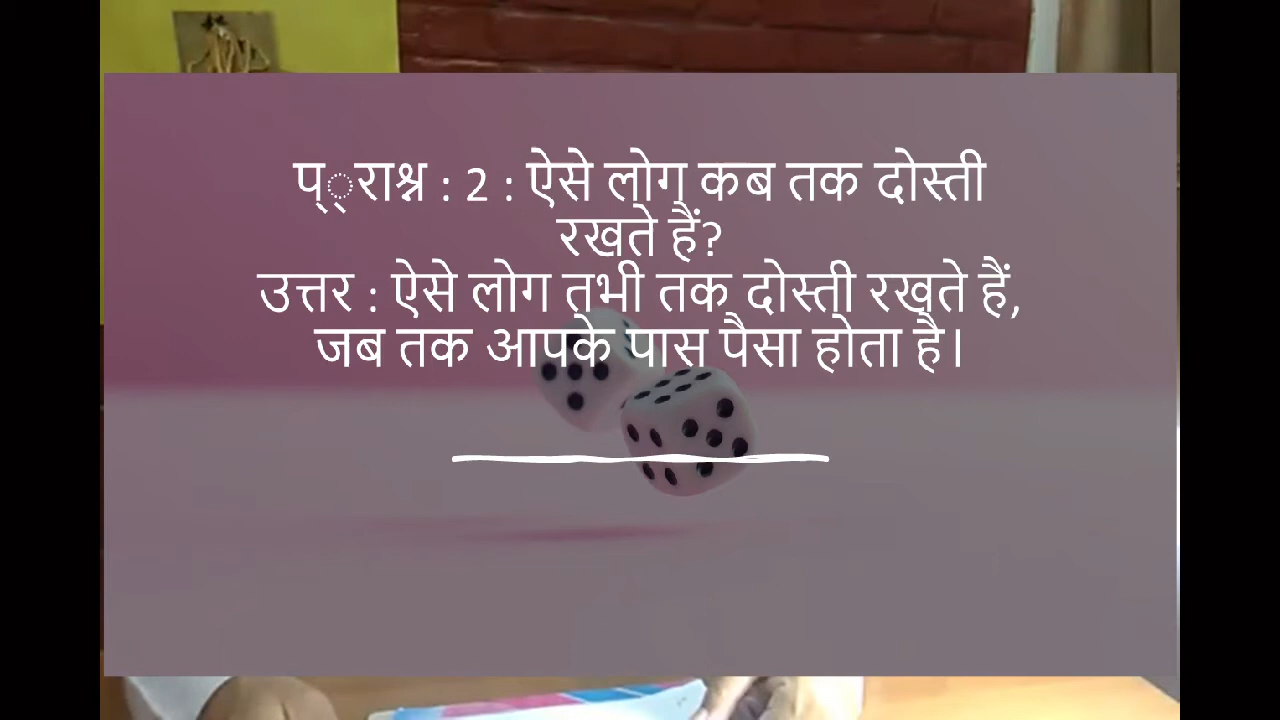 प््राश्न : 2 : ऐसे लोग कब तक दोस्ती
रखते हैं?
उत्तर : ऐसे लोग तभी तक दोस्ती रखते हैं,
जब तक आपके पास पैसा होता है।